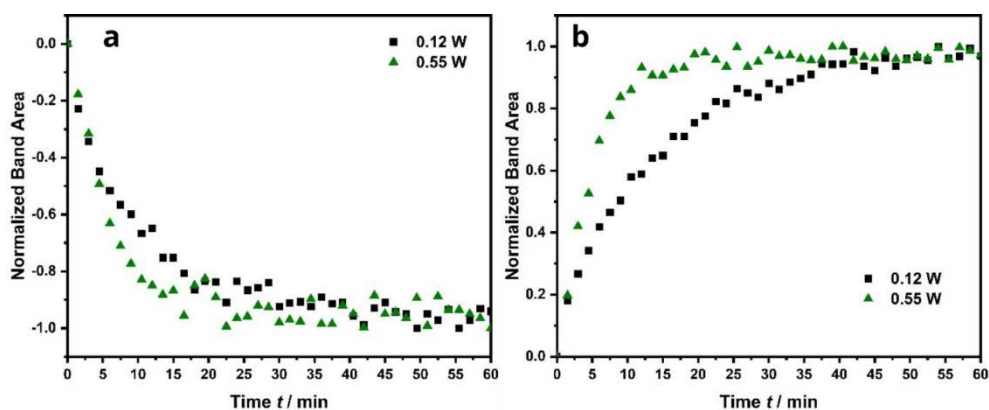 a
0.12 W
0.55 W
0.0
-0.2
-0.4
-0.6
-0.8
-1.0
0 5 10 15 20 25 30 35 40 45 50 55 60
Normalized Band Area
Time t / min
b
1.0
0.8
0.6
0.4
0.2
0.0
0.12 W
0.55 W
0 5 10 15 20 25 30 35 40 45 50 55 60
Normalized Band Area
Time t / min